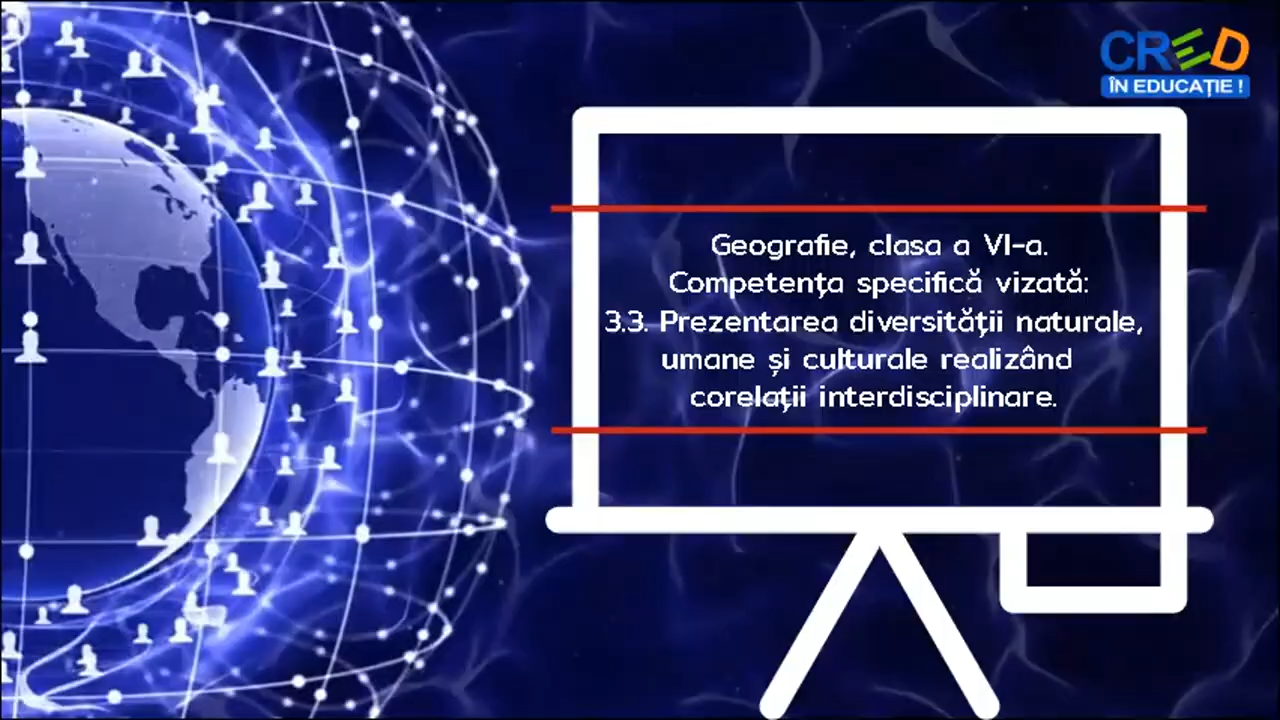 CRED
ÎN EDUCAȚIE !
Geografie, clasa a VI-a.
Competența specifică vizată:
3.3. Prezentarea diversității naturale,
umane și culturale realizând
corelații interdisciplinare.